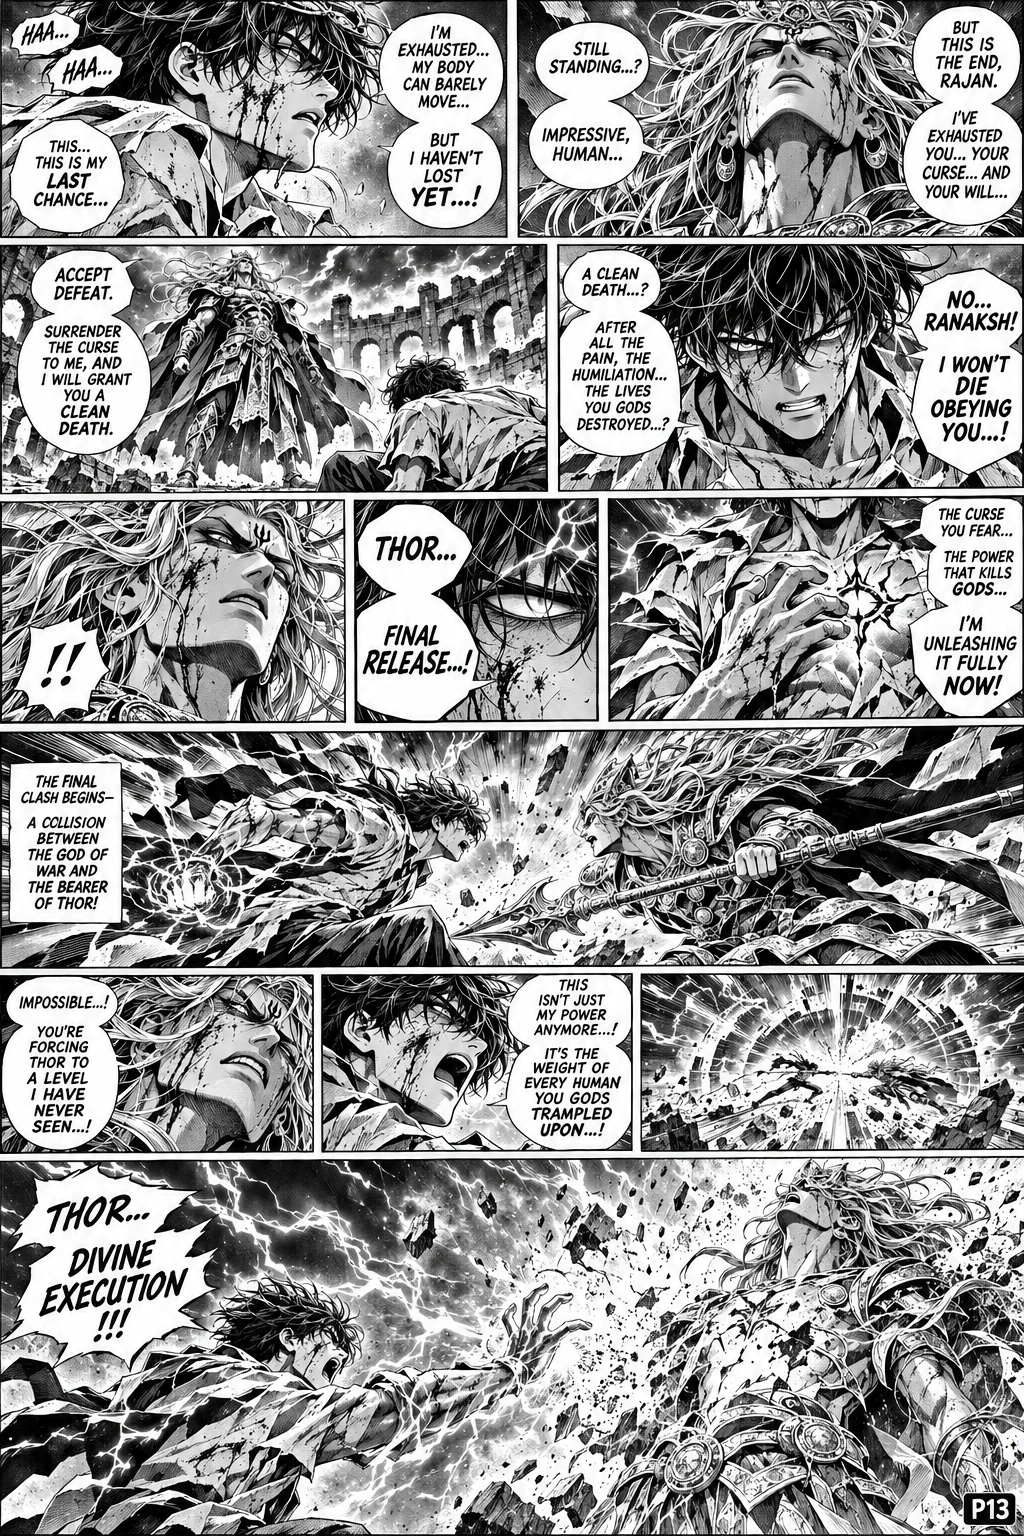 HAA...
HAA...
THIS...
THIS IS MY
LAST
CHANCE...
I'M
EXHAUSTED...
MY BODY
CAN BARELY
MOVE...
BUT
I HAVEN'T
LOST
YET...!
STILL
STANDING...?
IMPRESSIVE,
HUMAN...
BUT
THIS IS
THE END,
RAJAN.
I'VE
EXHAUSTED
YOU... YOUR
CURSE... AND
YOUR WILL...
ACCEPT
DEFEAT.
SURRENDER
THE CURSE
TO ME, AND
I WILL GRANT
YOU A
CLEAN
DEATH.
A CLEAN
DEATH...?
AFTER
ALL THE
PAIN, THE
HUMILIATION...
THE LIVES
YOU GODS
DESTROYED...?
NO...
RANAKSH!
I WON'T
DIE
OBEYING
YOU...!
!!
THOR...
FINAL
RELEASE...!
THE CURSE
YOU FEAR...
THE POWER
THAT KILLS
GODS...
I'M
UNLEASHING
IT FULLY
NOW!
THE FINAL
CLASH BEGINS—
A COLLISION
BETWEEN
THE GOD OF
WAR AND
THE BEARER
OF THOR!
IMPOSSIBLE...!
YOU'RE
FORCING
THOR TO
A LEVEL
I HAVE
NEVER
SEEN...!
THIS
ISN'T JUST
MY POWER
ANYMORE...!
IT'S THE
WEIGHT OF
EVERY HUMAN
YOU GODS
TRAMPLED
UPON...!
THOR...
DIVINE
EXECUTION
!!!
P13